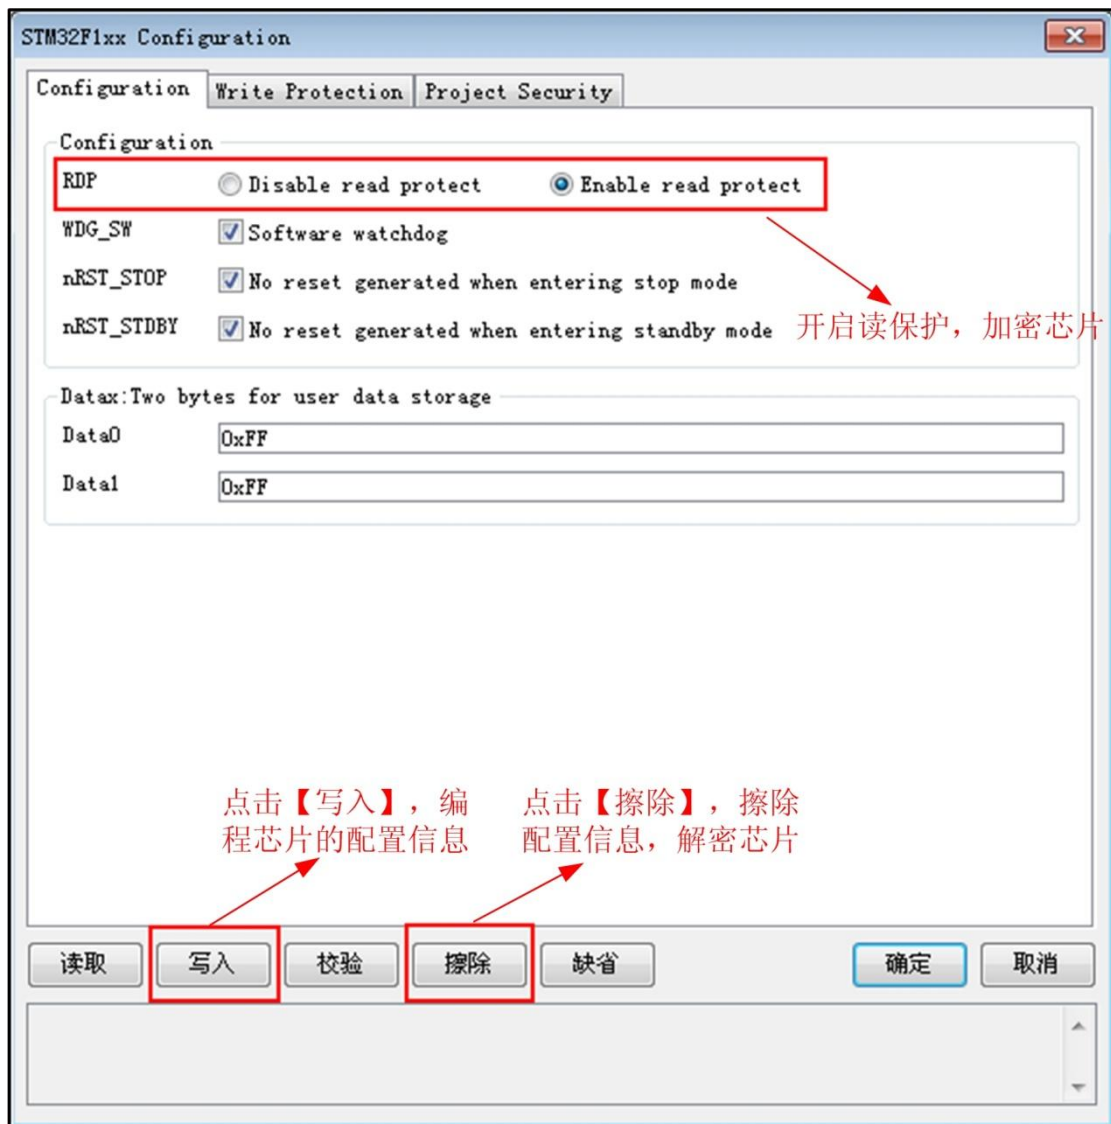 STM32F1xx Configuration
Configuration Write Protection Project Security
Configuration
RDP Disable read protect Enable read protect
WDG_SW Software watchdog
nRST_STOP No reset generated when entering stop mode
nRST_STDBY No reset generated when entering standby mode
开启读保护，加密芯片
Datax:Two bytes for user data storage
Data0 0xFF
Data1 0xFF
点击【写入】，编
程芯片的配置信息
点击【擦除】，擦除
配置信息，解密芯片
读取 写入 校验 擦除 缺省 确定 取消